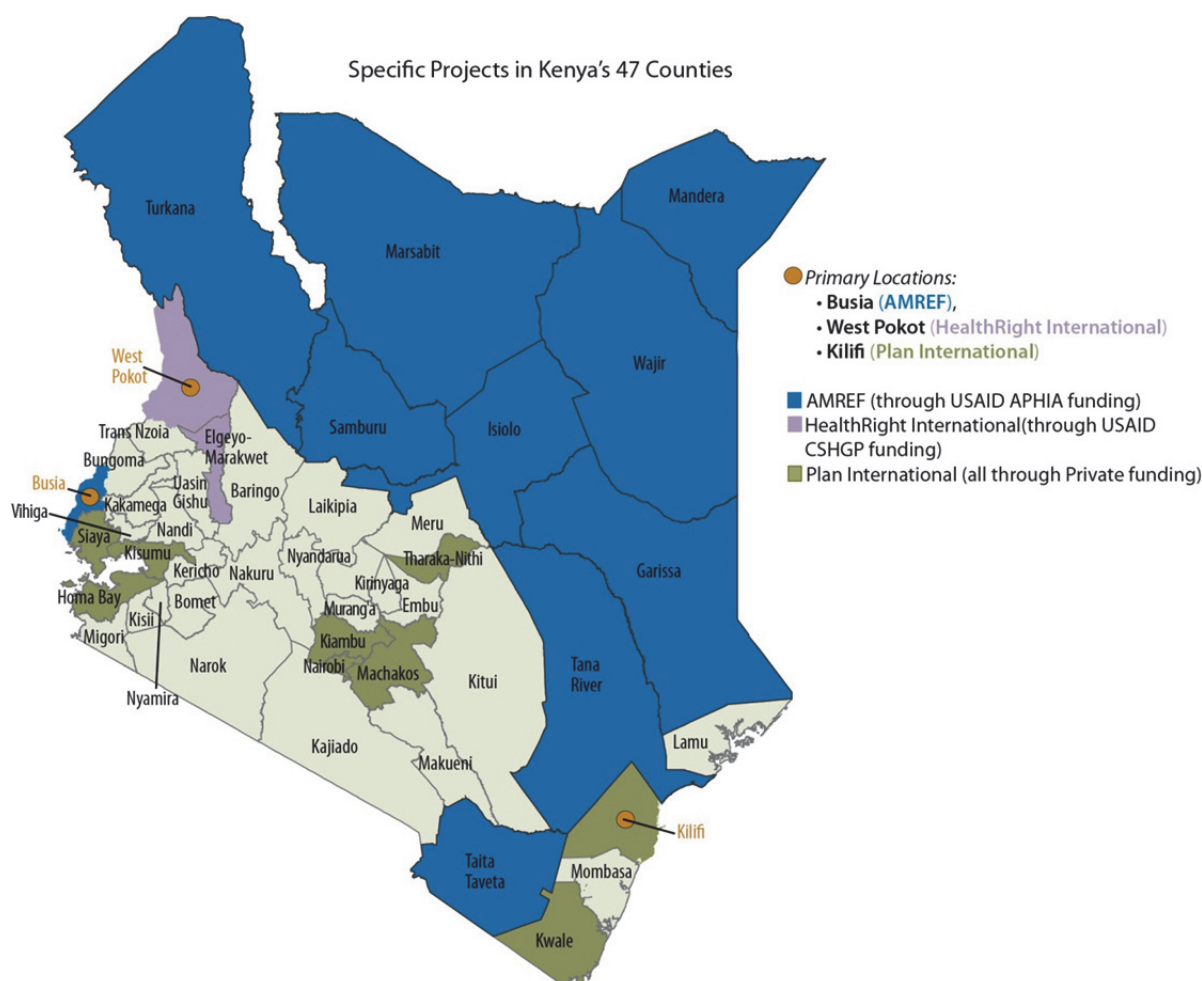 Specific Projects in Kenya's 47 Counties
Turkana
Mandera
Marsabit
Primary Locations:
• Busia (AMREF),
• West Pokot (HealthRight International)
• Kilifi (Plan International)
Wajir
West
Pokot
AMREF (through USAID APHIA funding)
HealthRight International(through USAID
CSHGP funding)
Plan International (all through Private funding)
Samburu
Isiolo
Trans Nzoia
Elgeyo-
Marakwet
Bungoma
Busia
Uasin
Gishu
Baringo
Kakamega
Laikipia
Vihiga
Meru
Nandi
Siaya
Kisumu
Nyandarua
Tharaka-Nithi
Kericho
Nakuru
Garissa
Kirinyaga
Homa Bay
Bomet
Murang'a
Embu
Kisii
Migori
Kiambu
Narok
Nairobi
Machakos
Kitui
Tana
River
Nyamira
Lamu
Kajiado
Makueni
Kilifi
Taita
Taveta
Mombasa
Kwale